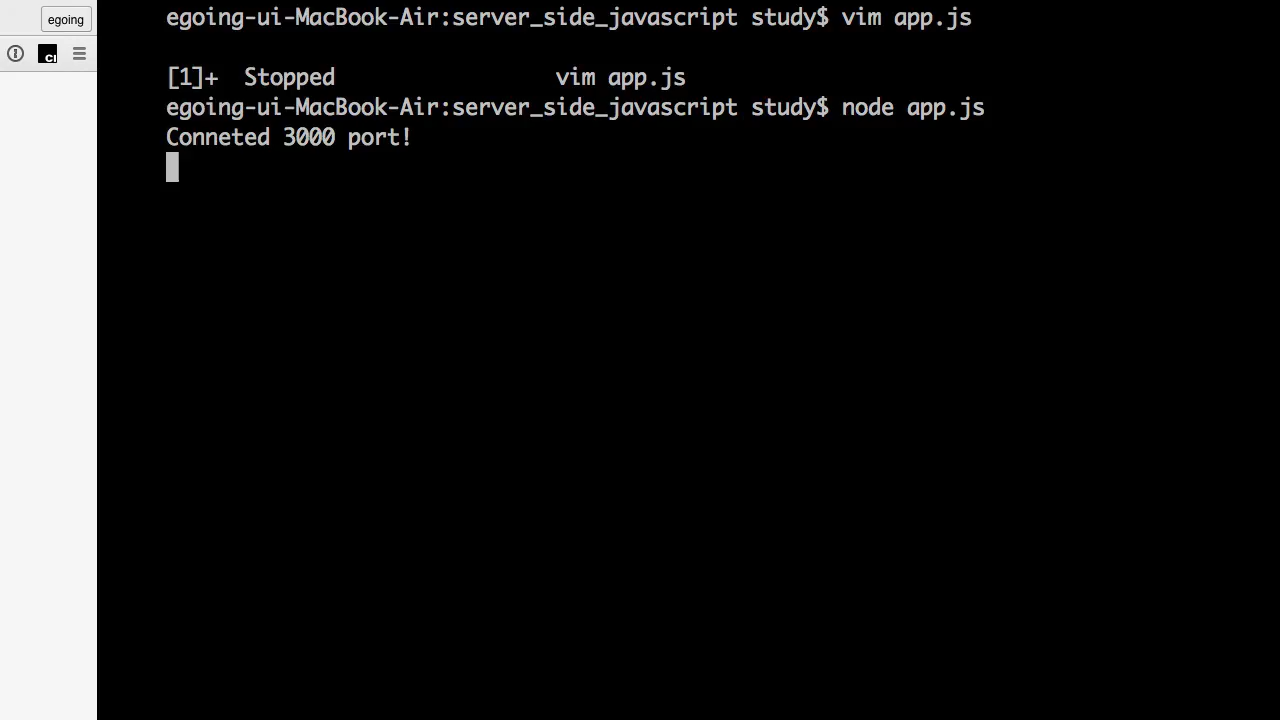 egoing
egoing-ui-MacBook-Air:server_side_javascript study$ vim app.js
[1]+  Stopped                 vim app.js
egoing-ui-MacBook-Air:server_side_javascript study$ node app.js
Conneted 3000 port!